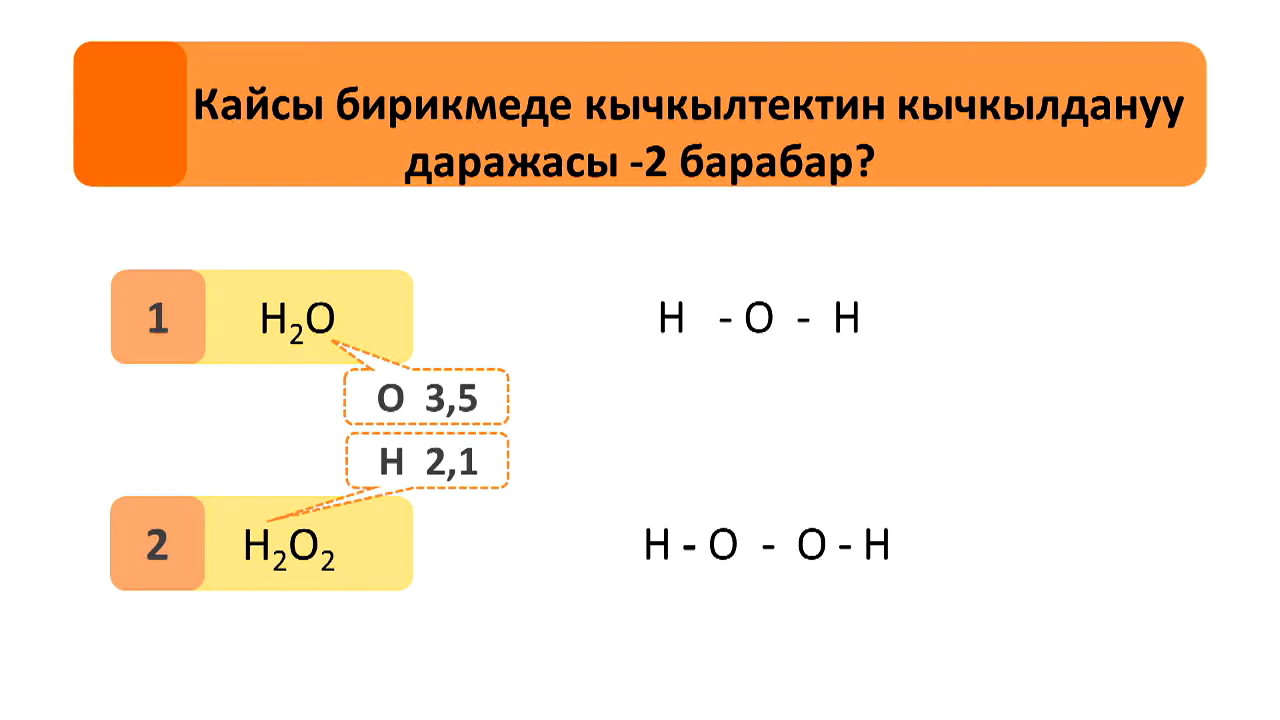 Кайсы бирикмеде кычкылтектин кычкылдануу
даражасы -2 барабар?
1 H₂O H - O - H
O 3,5
H 2,1
2 H₂O₂ H - O - O - H